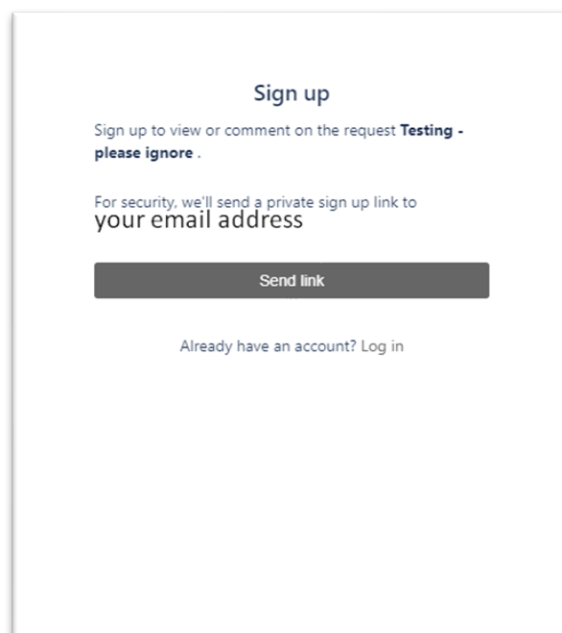 Sign up
Sign up to view or comment on the request Testing -
please ignore .
For security, we'll send a private sign up link to
your email address
Send link
Already have an account? Log in